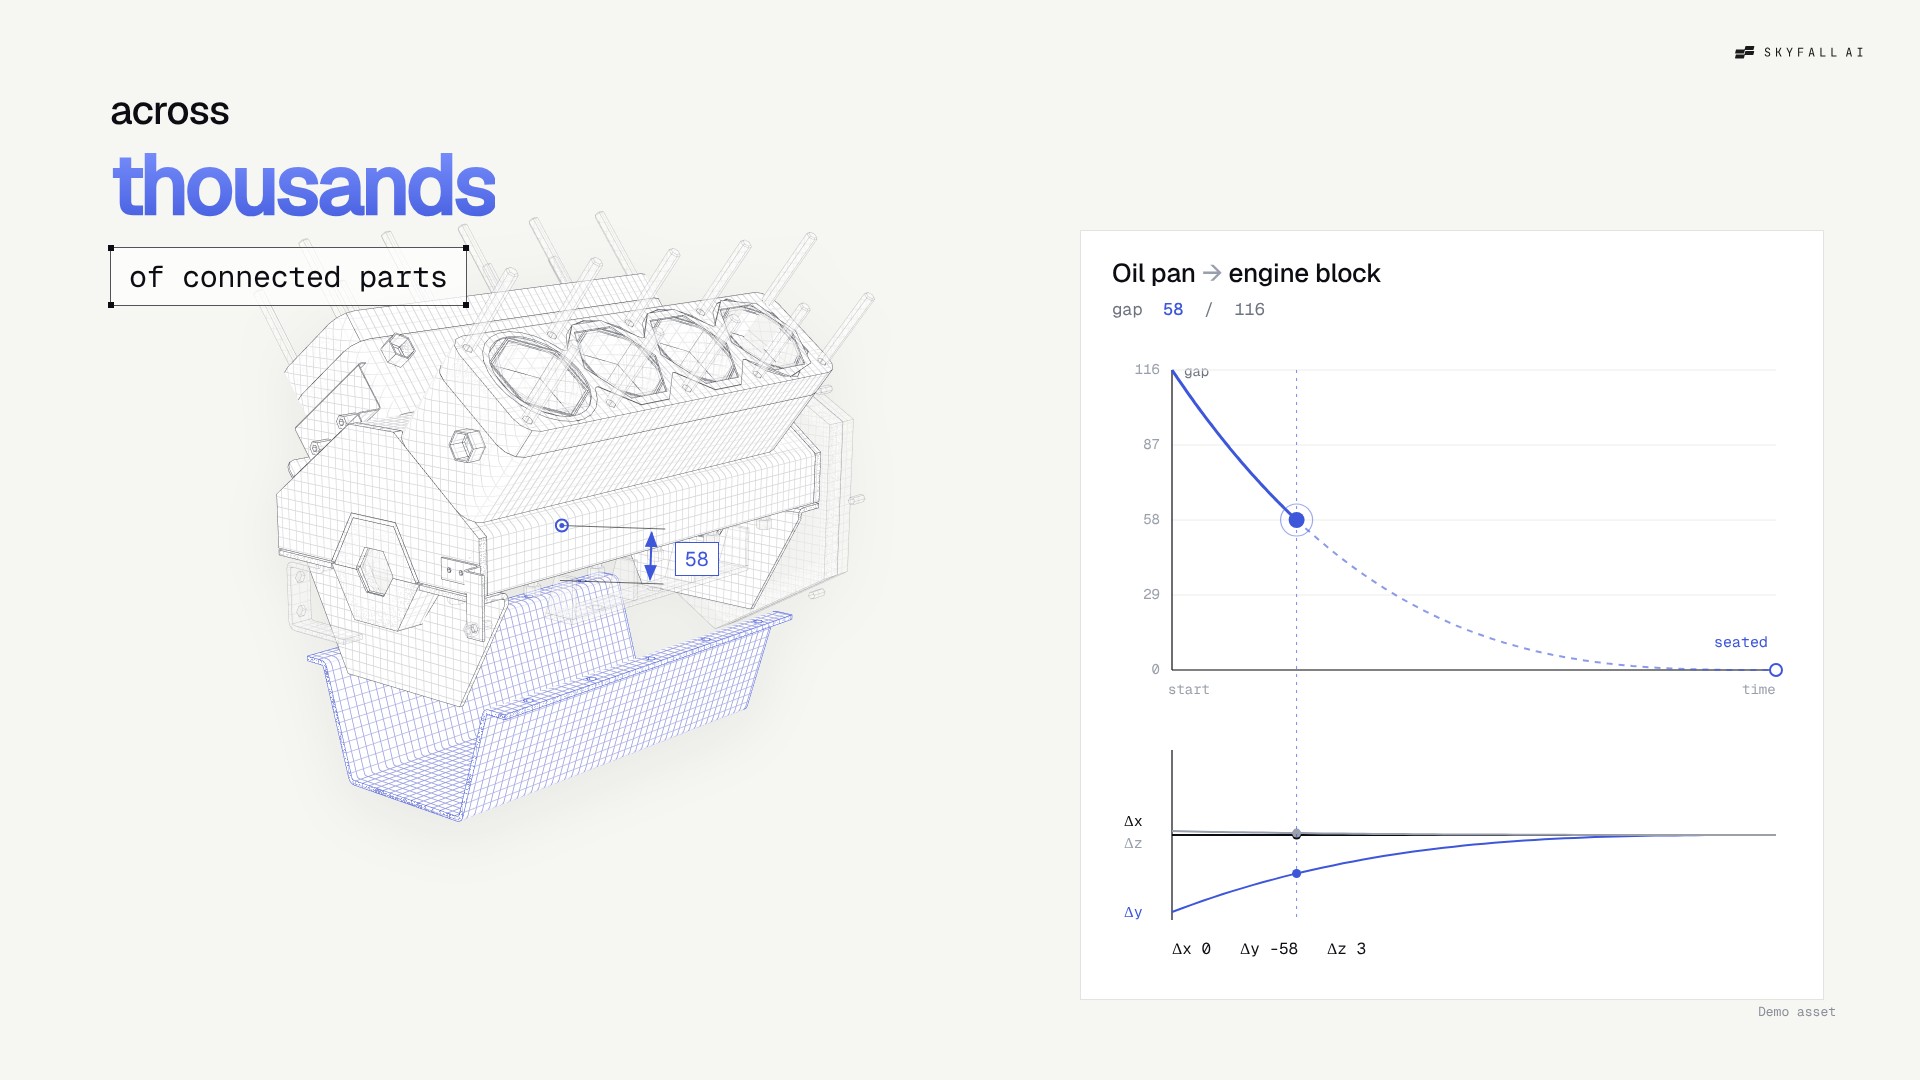 SKYFALL AI
across
thousands
of connected parts
58
Oil pan → engine block
gap 58 / 116
116
gap
87
58
29
seated
0
start
time
Δx
Δz
Δy
Δx 0 Δy -58 Δz 3
Demo asset